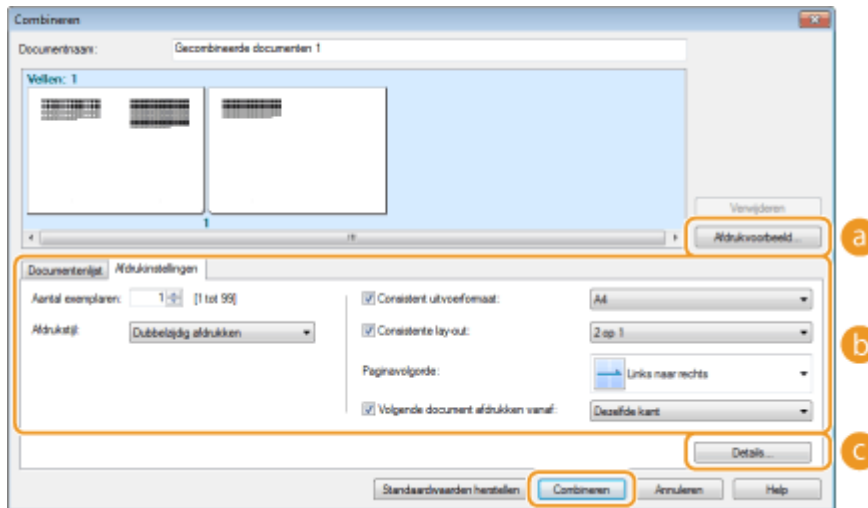 Combineren
Documentnaam: Gecombineerde documenten 1
Vellen: 1
1
Verwijderen
Afdrukvoorbeeld...
a
Documentenlijst Afdrukinstellingen
Aantal exemplaren: 1 [1 tot 99]
Consistent uitvoerformaat: A4
Afdrukstijl: Dubbelzijdig afdrukken
Consistente lay-out: 2 op 1
b
Paginavolgorde: Links naar rechts
Volgende document afdrukken vanaf: Dezelfde kant
Details...
c
Standaardwaarden herstellen Combineren Annuleren Help